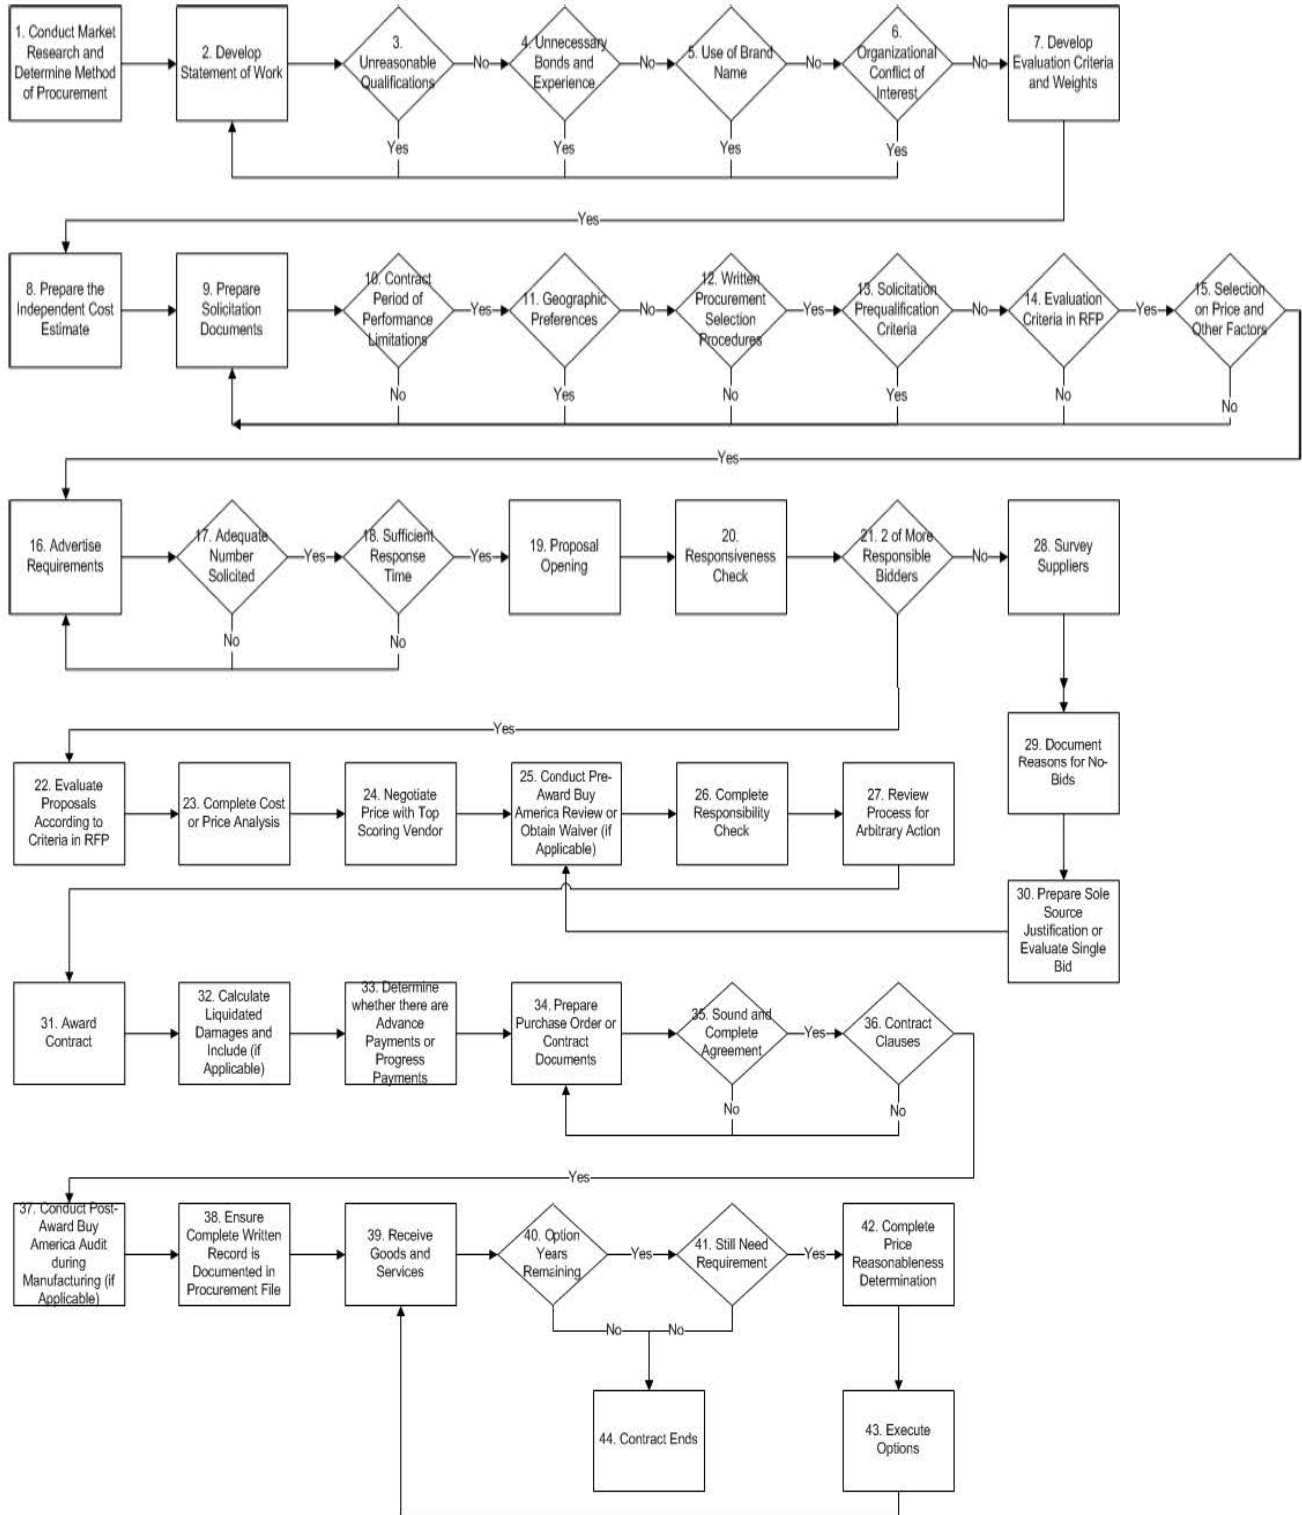 1. Conduct Market
Research and
Determine Method
of Procurement
2. Develop
Statement of Work
3.
Unreasonable
Qualifications
No
4. Unnecessary
Bonds and
Experience
No
5. Use of Brand
Name
No
6.
Organizational
Conflict of
Interest
No
7. Develop
Evaluation Criteria
and Weights
Yes
Yes
Yes
Yes
Yes
8. Prepare the
Independent Cost
Estimate
9. Prepare
Solicitation
Documents
10. Contract
Period of
Performance
Limitations
Yes
11. Geographic
Preferences
No
12. Written
Procurement
Selection
Procedures
Yes
13. Solicitation
Prequalification
Criteria
No
14. Evaluation
Criteria in RFP
Yes
15. Selection
on Price and
Other Factors
No
Yes
No
Yes
No
No
Yes
16. Advertise
Requirements
17. Adequate
Number
Solicited
Yes
18. Sufficient
Response
Time
Yes
19. Proposal
Opening
20.
Responsiveness
Check
21. 2 of More
Responsible
Bidders
No
28. Survey
Suppliers
No
No
Yes
29. Document
Reasons for No-
Bids
22. Evaluate
Proposals
According to
Criteria in RFP
23. Complete Cost
or Price Analysis
24. Negotiate
Price with Top
Scoring Vendor
25. Conduct Pre-
Award Buy
America Review or
Obtain Waiver (if
Applicable)
26. Complete
Responsibility
Check
27. Review
Process for
Arbitrary Action
30. Prepare Sole
Source
Justification or
Evaluate Single
Bid
31. Award
Contract
32. Calculate
Liquidated
Damages and
Include (if
Applicable)
33. Determine
whether there are
Advance
Payments or
Progress
Payments
34. Prepare
Purchase Order or
Contract
Documents
35. Sound and
Complete
Agreement
Yes
36. Contract
Clauses
No
No
Yes
37. Conduct Post-
Award Buy
America Audit
during
Manufacturing (if
Applicable)
38. Ensure
Complete Written
Record is
Documented in
Procurement File
39. Receive
Goods and
Services
40. Option
Years
Remaining
Yes
41. Still Need
Requirement
Yes
42. Complete
Price
Reasonableness
Determination
No
No
44. Contract Ends
43. Execute
Options